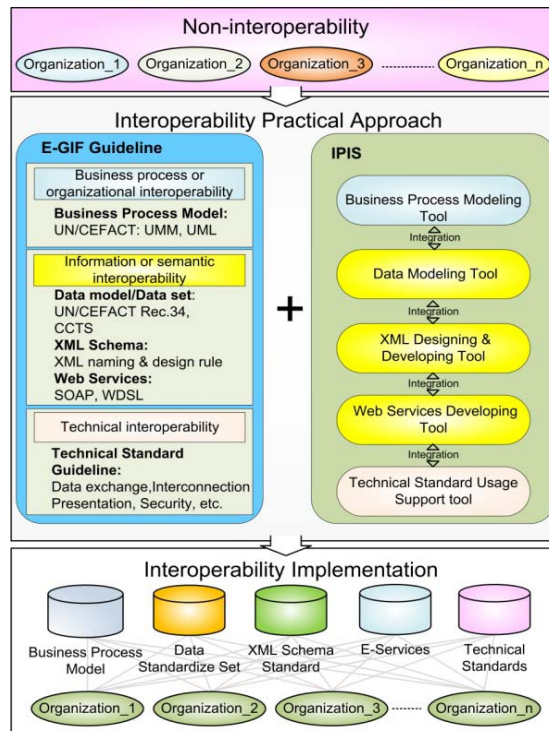 Non-interoperability
Organization_1
Organization_2
Organization_3
Organization_n
Interoperability Practical Approach
E-GIF Guideline
Business process or
organizational interoperability
Business Process Model:
UN/CEFACT: UMM, UML
Information or semantic
interoperability
Data model/Data set:
UN/CEFACT Rec.34,
CCTS
XML Schema:
XML naming & design rule
Web Services:
SOAP, WDSL
Technical interoperability
Technical Standard
Guideline:
Data exchange,Interconnection
Presentation, Security, etc.
+
IPIS
Business Process Modeling
Tool
Integration
Data Modeling Tool
Integration
XML Designing &
Developing Tool
Integration
Web Services Developing
Tool
Integration
Technical Standard Usage
Support tool
Interoperability Implementation
Business Process
Model
Data
Standardize Set
XML Schema
Standard
E-Services
Technical
Standards
Organization_1
Organization_2
Organization_3
Organization_n